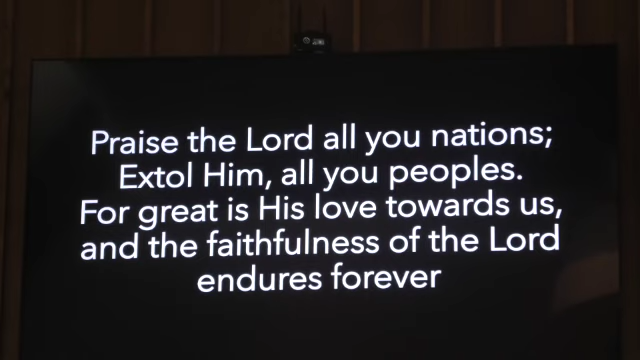 Praise the Lord all you nations;
Extol Him, all you peoples.
For great is His love towards us,
and the faithfulness of the Lord
endures forever